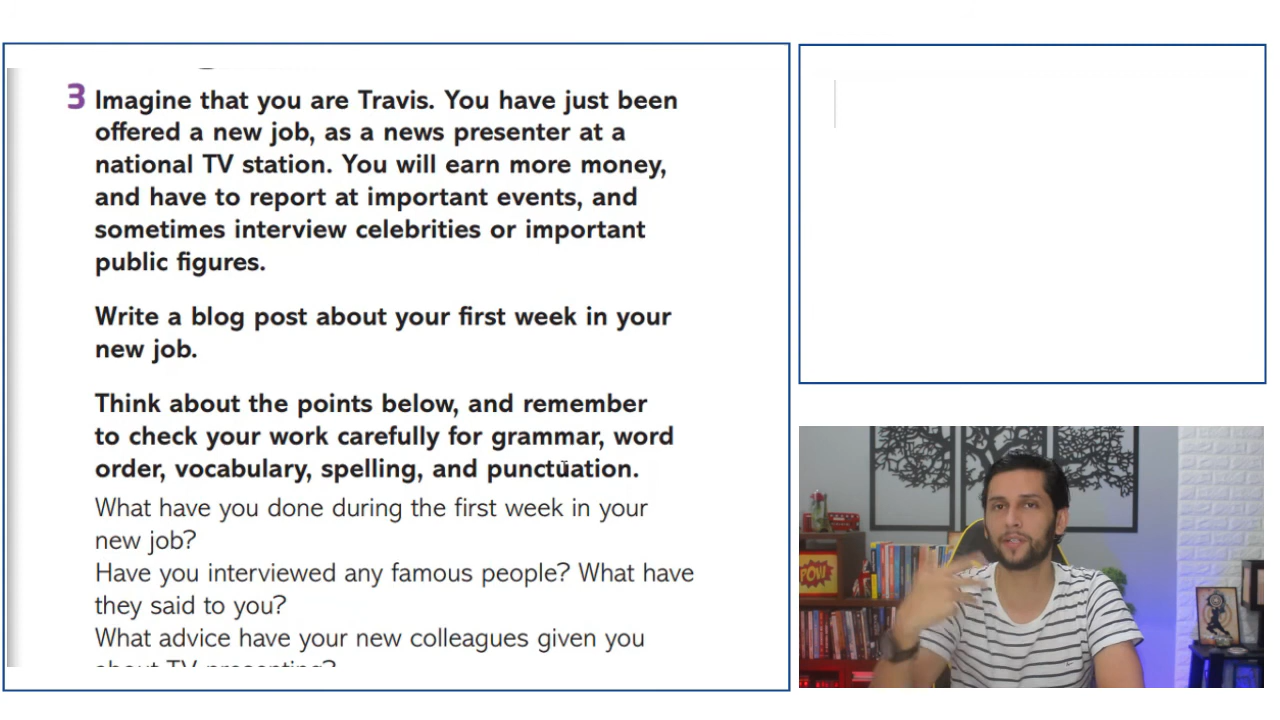 3 Imagine that you are Travis. You have just been
offered a new job, as a news presenter at a
national TV station. You will earn more money,
and have to report at important events, and
sometimes interview celebrities or important
public figures.
Write a blog post about your first week in your
new job.
Think about the points below, and remember
to check your work carefully for grammar, word
order, vocabulary, spelling, and punctuation.
What have you done during the first week in your
new job?
Have you interviewed any famous people? What have
they said to you?
What advice have your new colleagues given you
about TV presenting?
POW